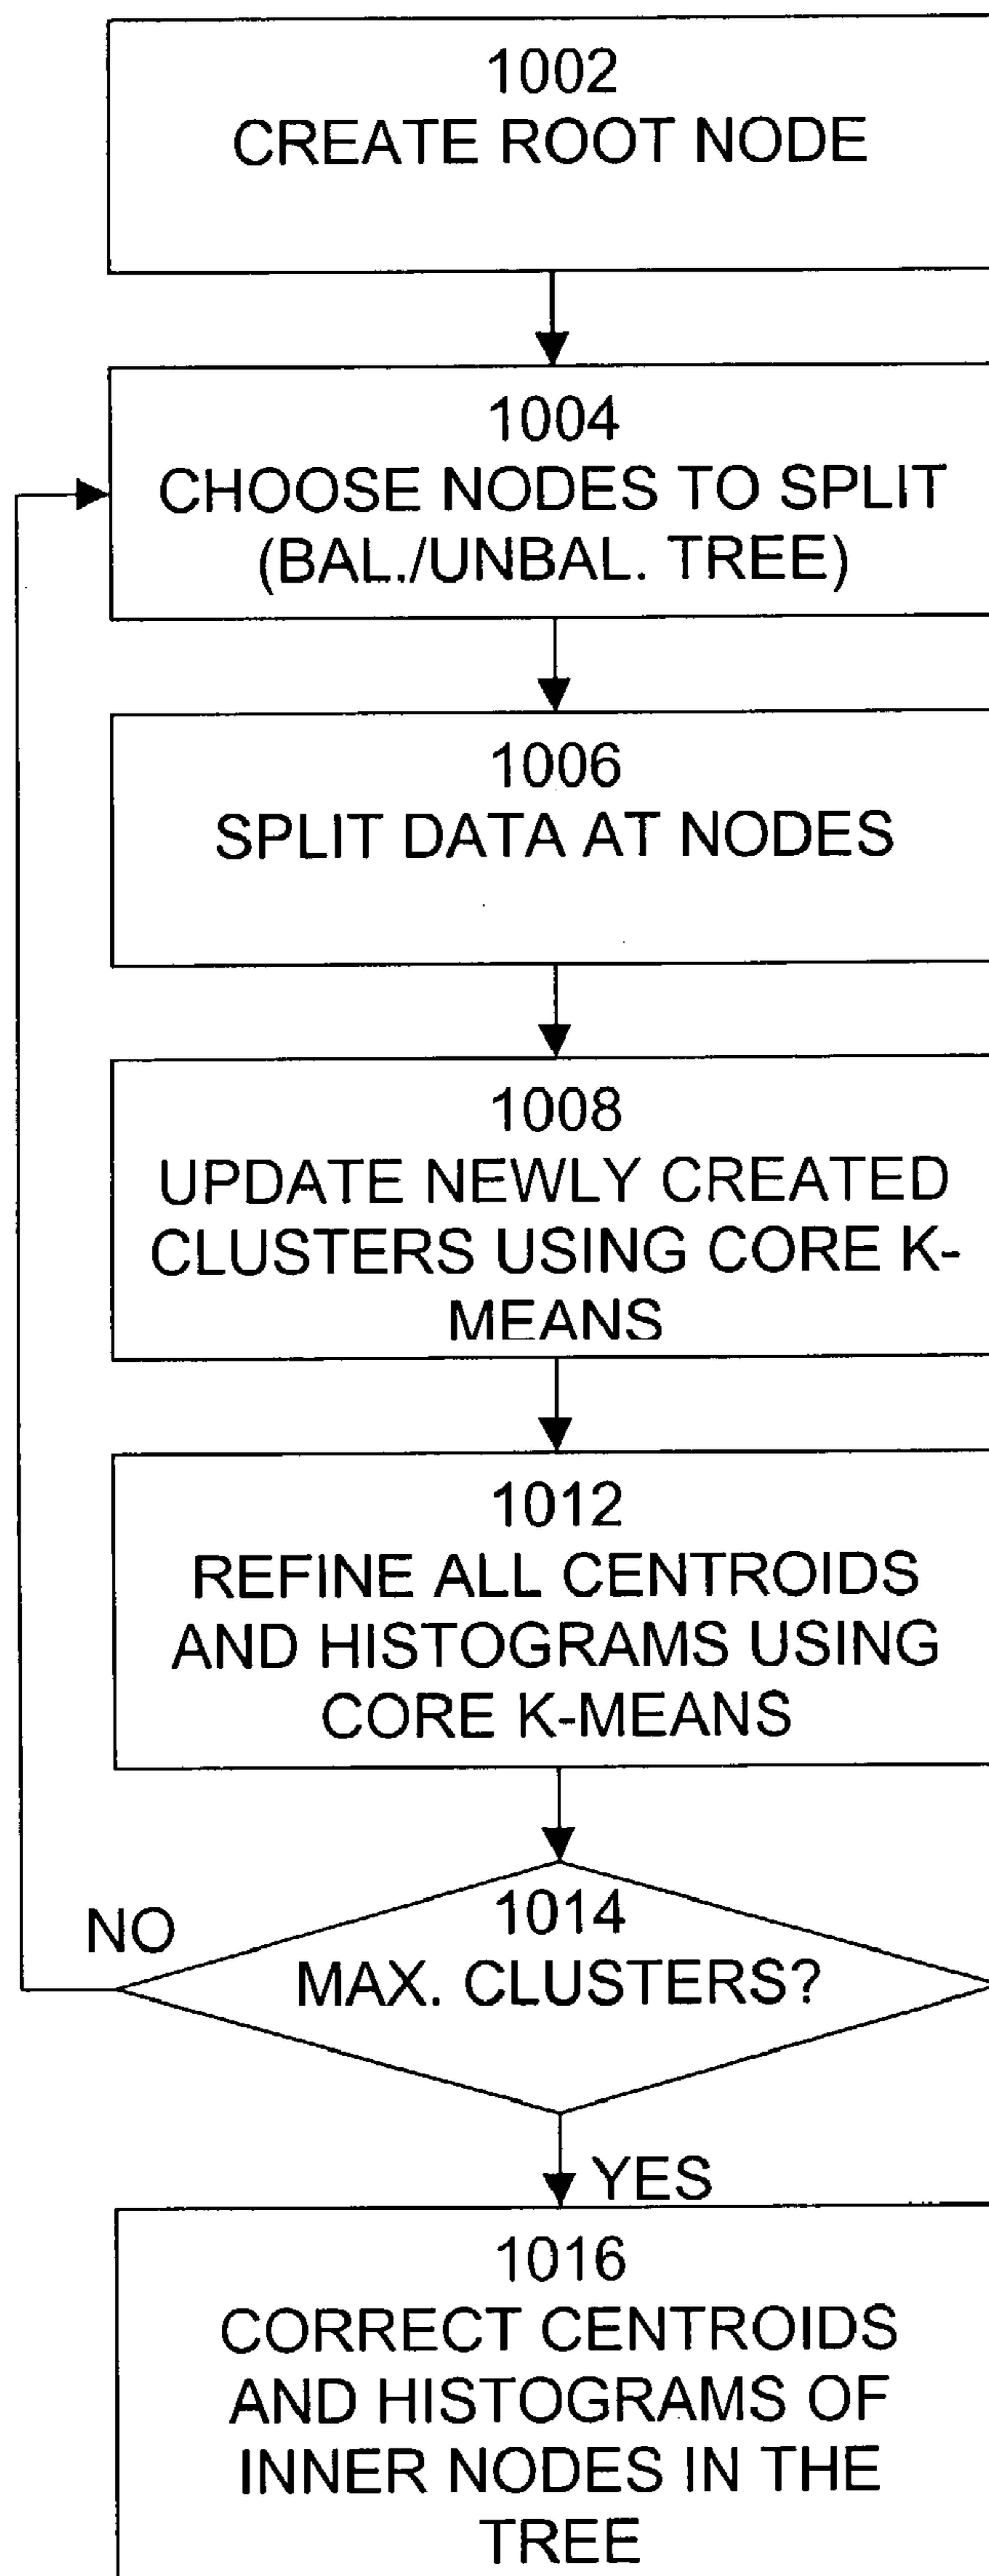 1002
CREATE ROOT NODE
1004
CHOOSE NODES TO SPLIT
(BAL./UNBAL. TREE)
1006
SPLIT DATA AT NODES
1008
UPDATE NEWLY CREATED
CLUSTERS USING CORE K-
MEANS
1012
REFINE ALL CENTROIDS
AND HISTOGRAMS USING
CORE K-MEANS
NO
1014
MAX. CLUSTERS?
YES
1016
CORRECT CENTROIDS
AND HISTOGRAMS OF
INNER NODES IN THE
TREE